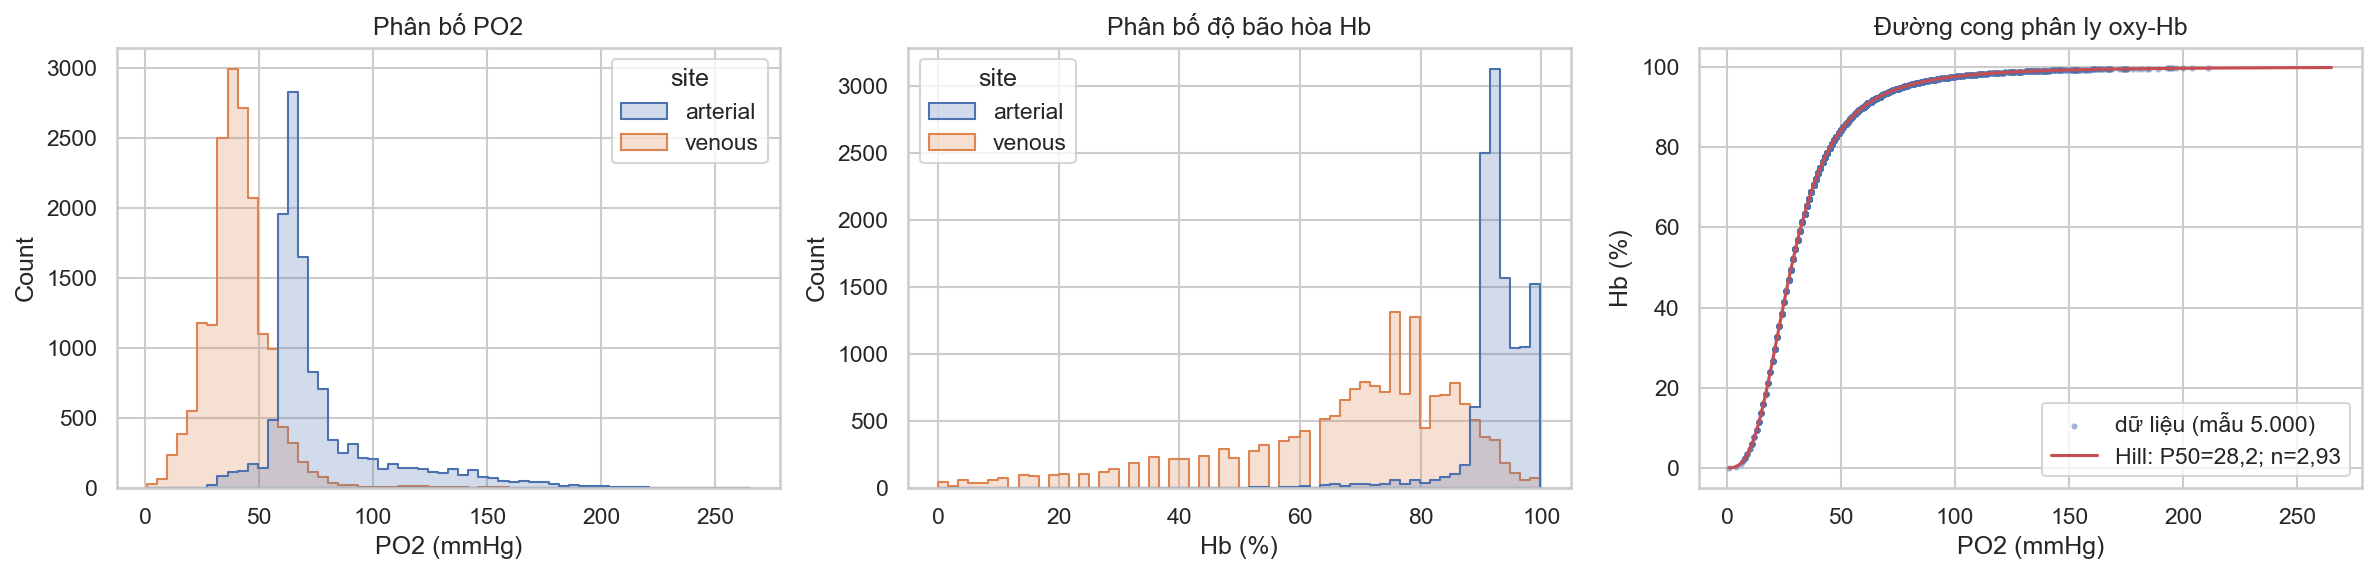 Phân bố PO2
3000
2500
2000
1500
1000
500
0
Count
0 50 100 150 200 250
PO2 (mmHg)
site
arterial
venous
Phân bố độ bão hòa Hb
3000
2500
2000
1500
1000
500
0
Count
0 20 40 60 80 100
Hb (%)
site
arterial
venous
Đường cong phân ly oxy-Hb
100
80
60
40
20
0
Hb (%)
0 50 100 150 200 250
PO2 (mmHg)
dữ liệu (mẫu 5.000)
Hill: P50=28,2; n=2,93